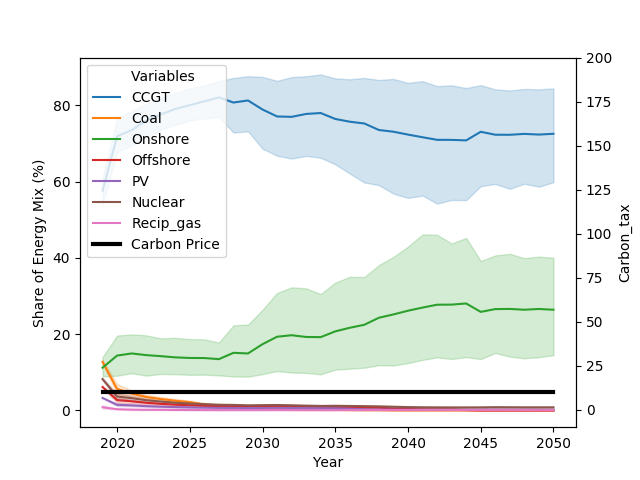 Variables
CCGT
Coal
Onshore
Offshore
PV
Nuclear
Recip_gas
Carbon Price
Share of Energy Mix (%)
80
60
40
20
0
200
175
150
125
100
75
50
25
0
Carbon_tax
2020
2025
2030
2035
2040
2045
2050
Year